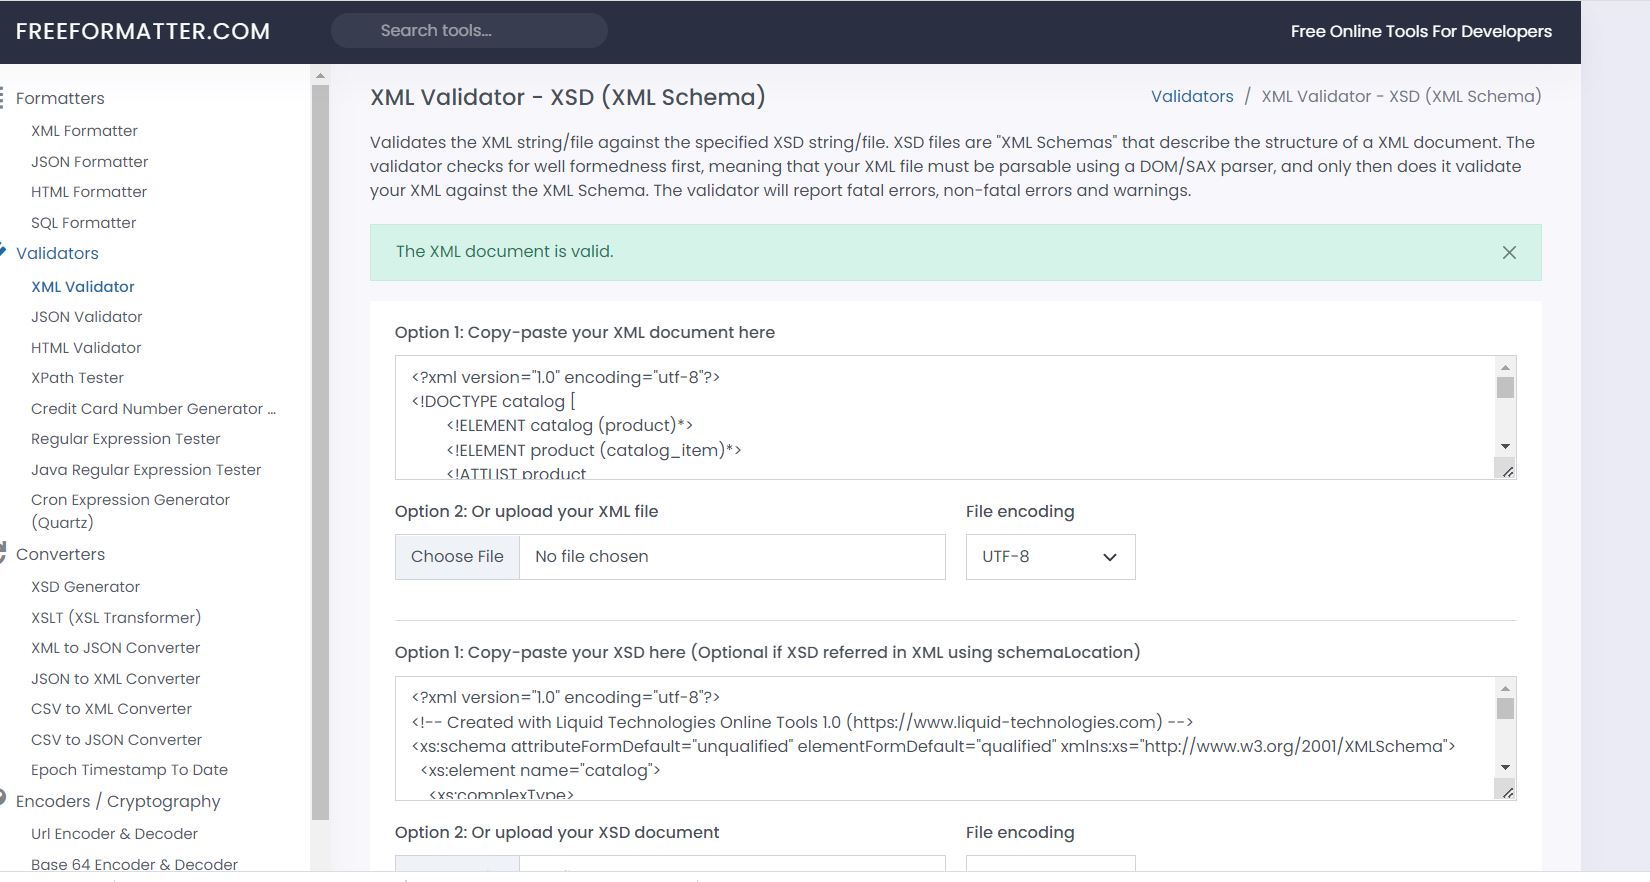 FREEFORMATTER.COM
Search tools...
Free Online Tools For Developers
Formatters
XML Formatter
JSON Formatter
HTML Formatter
SQL Formatter
Validators
XML Validator
JSON Validator
HTML Validator
XPath Tester
Credit Card Number Generator ...
Regular Expression Tester
Java Regular Expression Tester
Cron Expression Generator
(Quartz)
Converters
XSD Generator
XSLT (XSL Transformer)
XML to JSON Converter
JSON to XML Converter
CSV to XML Converter
CSV to JSON Converter
Epoch Timestamp To Date
Encoders / Cryptography
Url Encoder & Decoder
Base 64 Encoder & Decoder
XML Validator - XSD (XML Schema)
Validators / XML Validator - XSD (XML Schema)
Validates the XML string/file against the specified XSD string/file. XSD files are "XML Schemas" that describe the structure of a XML document. The
validator checks for well formedness first, meaning that your XML file must be parsable using a DOM/SAX parser, and only then does it validate
your XML against the XML Schema. The validator will report fatal errors, non-fatal errors and warnings.
The XML document is valid.
Option 1: Copy-paste your XML document here
<?xml version="1.0" encoding="utf-8"?>
<!DOCTYPE catalog [
<!ELEMENT catalog (product)*>
<!ELEMENT product (catalog_item)*>
<!ATTLIST product
Option 2: Or upload your XML file
File encoding
Choose File
No file chosen
UTF-8
Option 1: Copy-paste your XSD here (Optional if XSD referred in XML using schemaLocation)
<?xml version="1.0" encoding="utf-8"?>
<!-- Created with Liquid Technologies Online Tools 1.0 (https://www.liquid-technologies.com) -->
<xs:schema attributeFormDefault="unqualified" elementFormDefault="qualified" xmlns:xs="http://www.w3.org/2001/XMLSchema">
<xs:element name="catalog">
<xs:complexType>
Option 2: Or upload your XSD document
File encoding